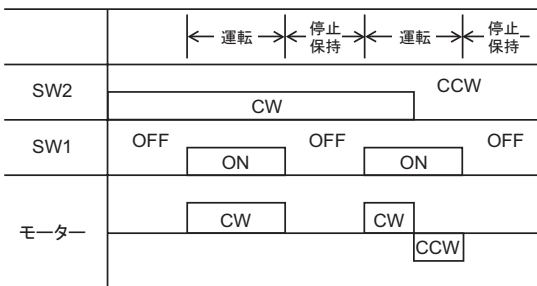 運転 停止保持 運転 停止保持
SW2 CW CCW
SW1 OFF ON OFF ON OFF
モーター CW CW CCW